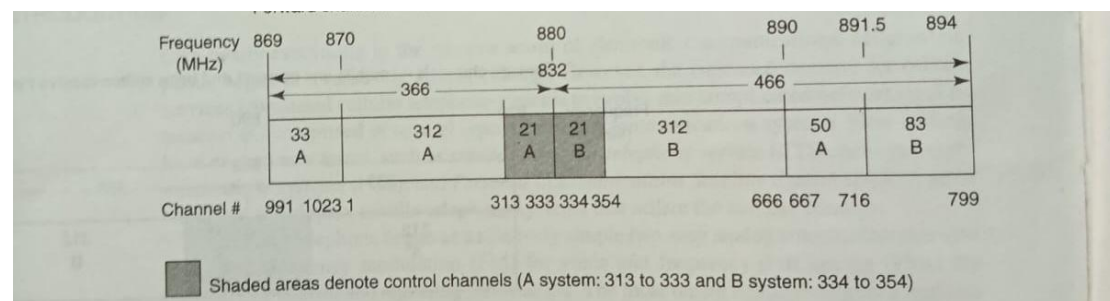 Frequency 869 870 880 890 891.5 894
(MHz)
832
366 466
33 312 21 21 312 50 83
A A A B B A B
Channel # 991 1023 1 313 333 334 354 666 667 716 799
Shaded areas denote control channels (A system: 313 to 333 and B system: 334 to 354)